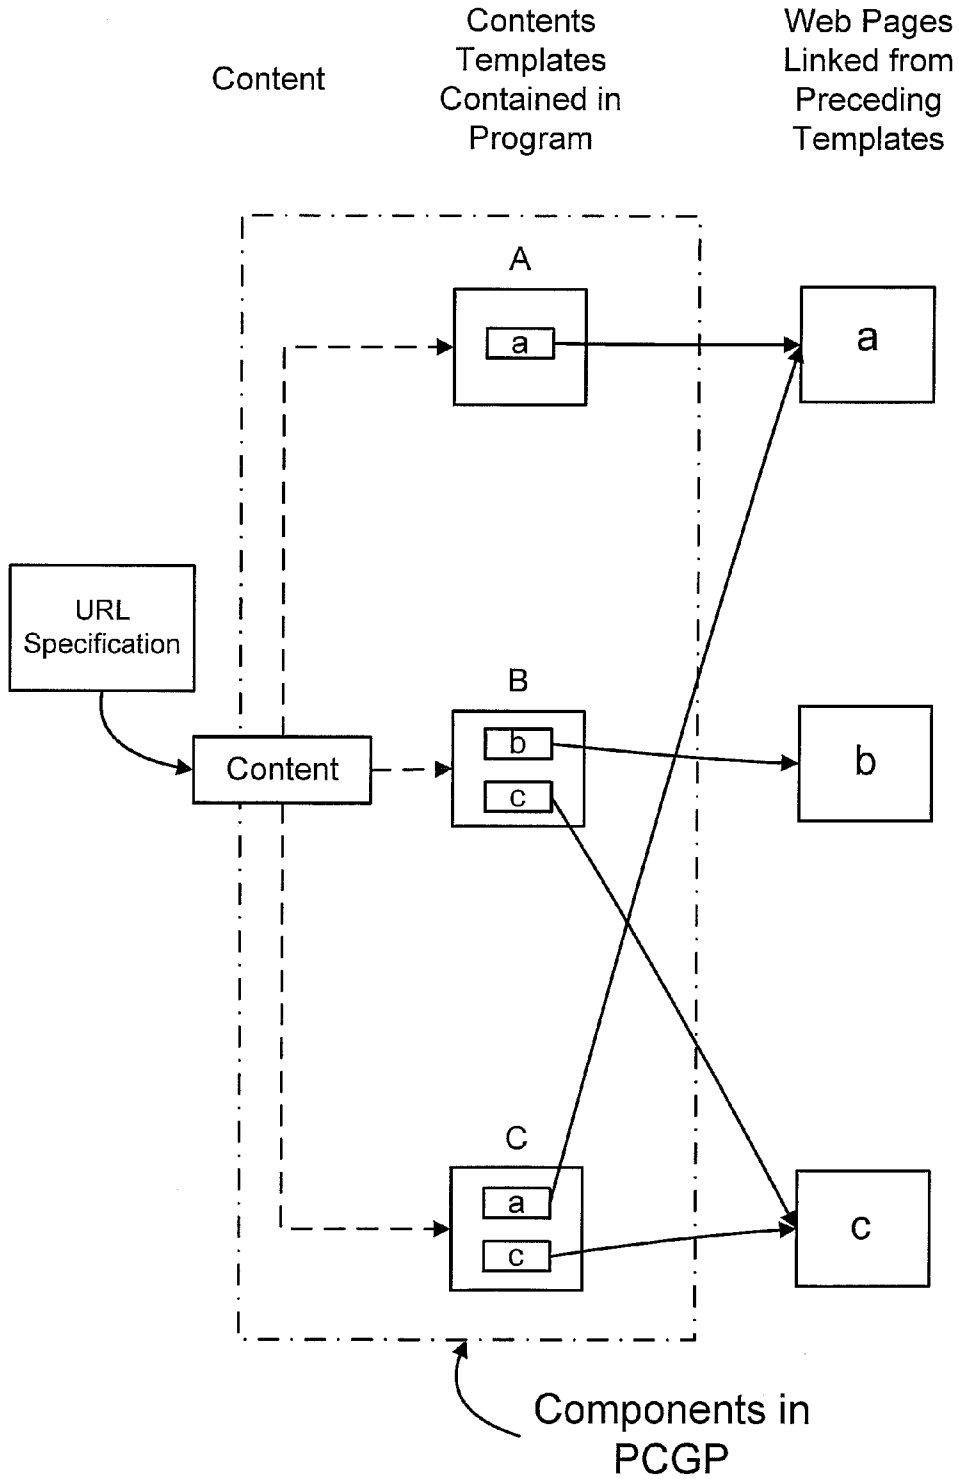 Content
Contents
Templates
Contained in
Program
Web Pages
Linked from
Preceding
Templates
A
a
a
URL
Specification
Content
B
b
c
b
C
a
c
c
Components in
PCGP